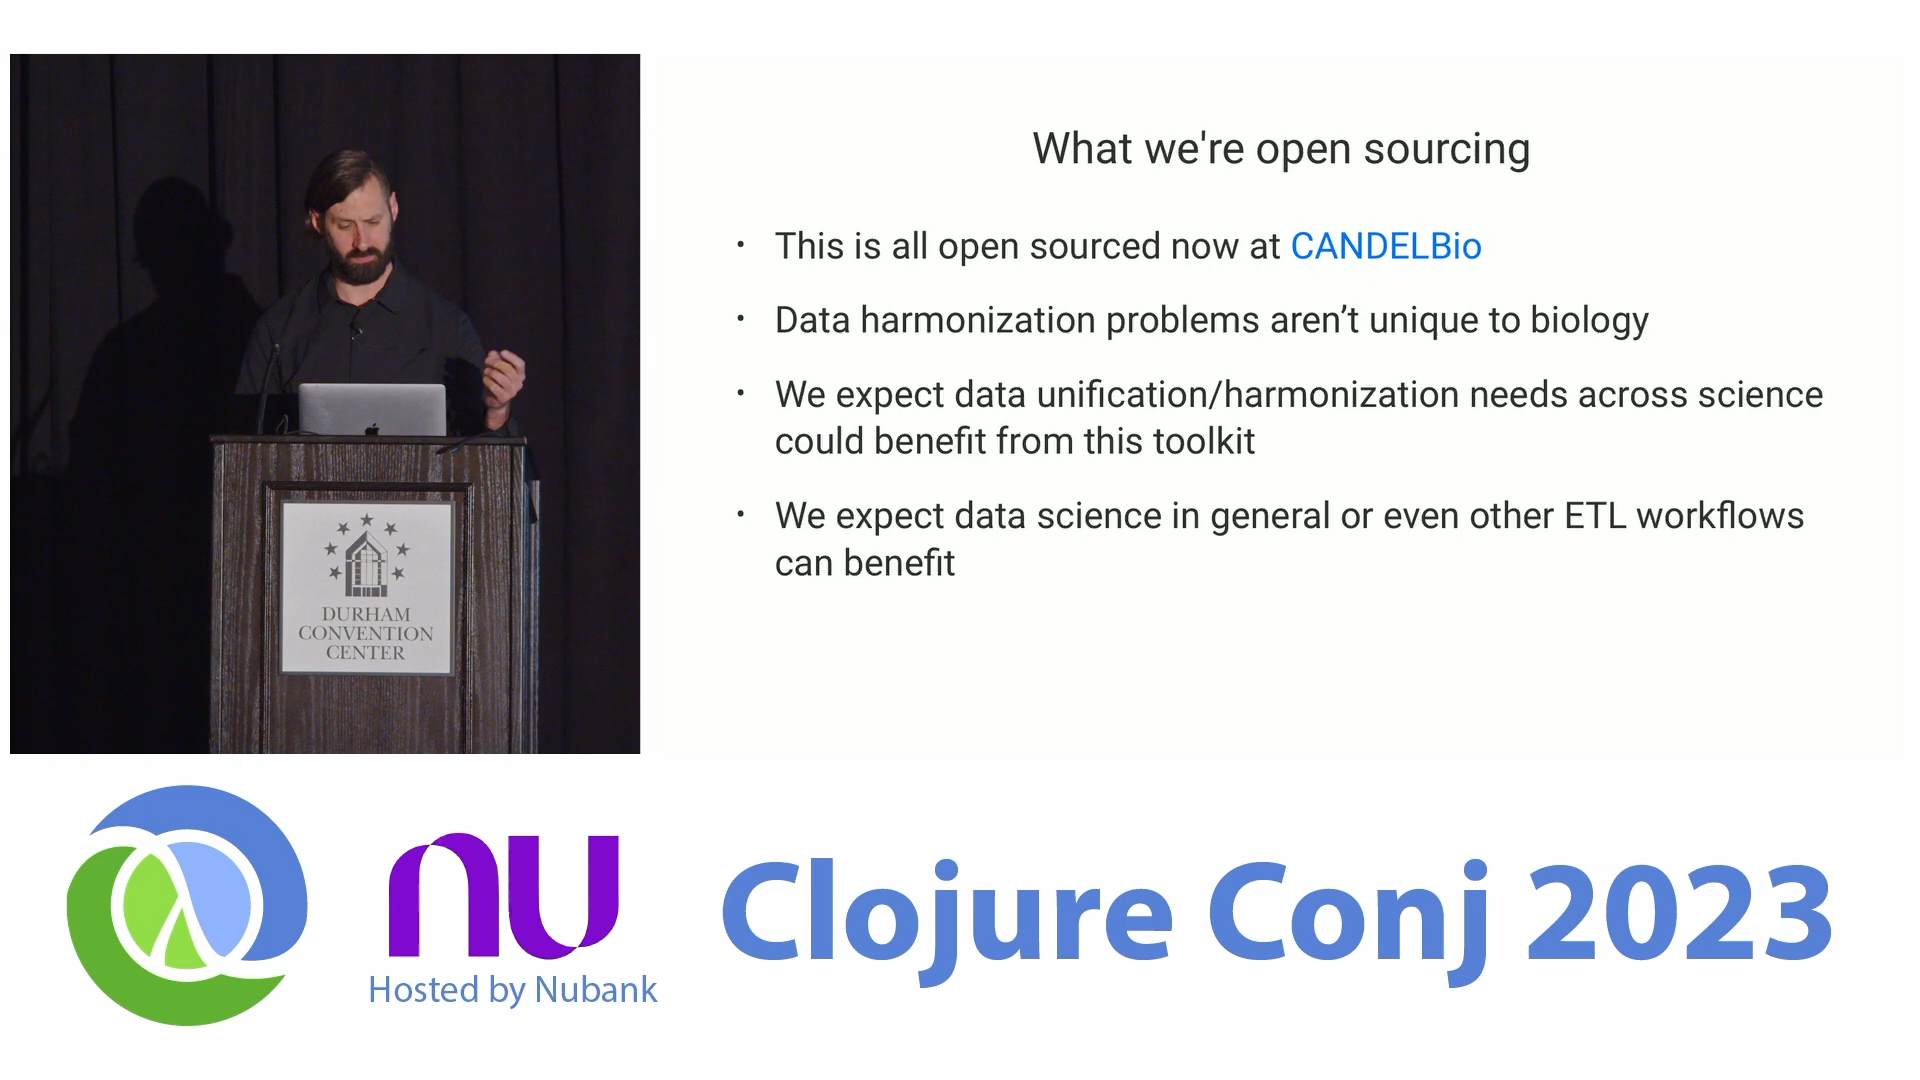 What we're open sourcing
• This is all open sourced now at CANDELBio
• Data harmonization problems aren’t unique to biology
• We expect data unification/harmonization needs across science
could benefit from this toolkit
• We expect data science in general or even other ETL workflows
can benefit
DURHAM
CONVENTION
CENTER
nu
Hosted by Nubank
Clojure Conj 2023